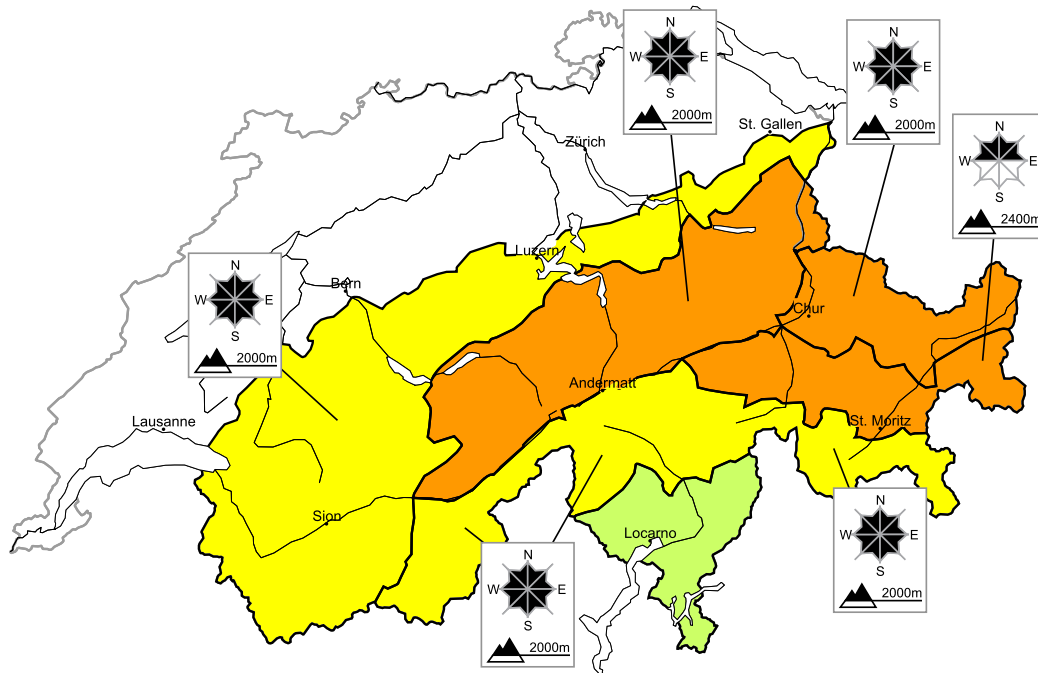 N
W E
S
2000m
N
W E
S
2000m
N
W E
S
2400m
St. Gallen
Zürich
Luzern
N
W E
S
2000m
Bern
Chur
Andermatt
Lausanne
St. Moritz
Sion
Locarno
N
W E
S
2000m
N
W E
S
2000m